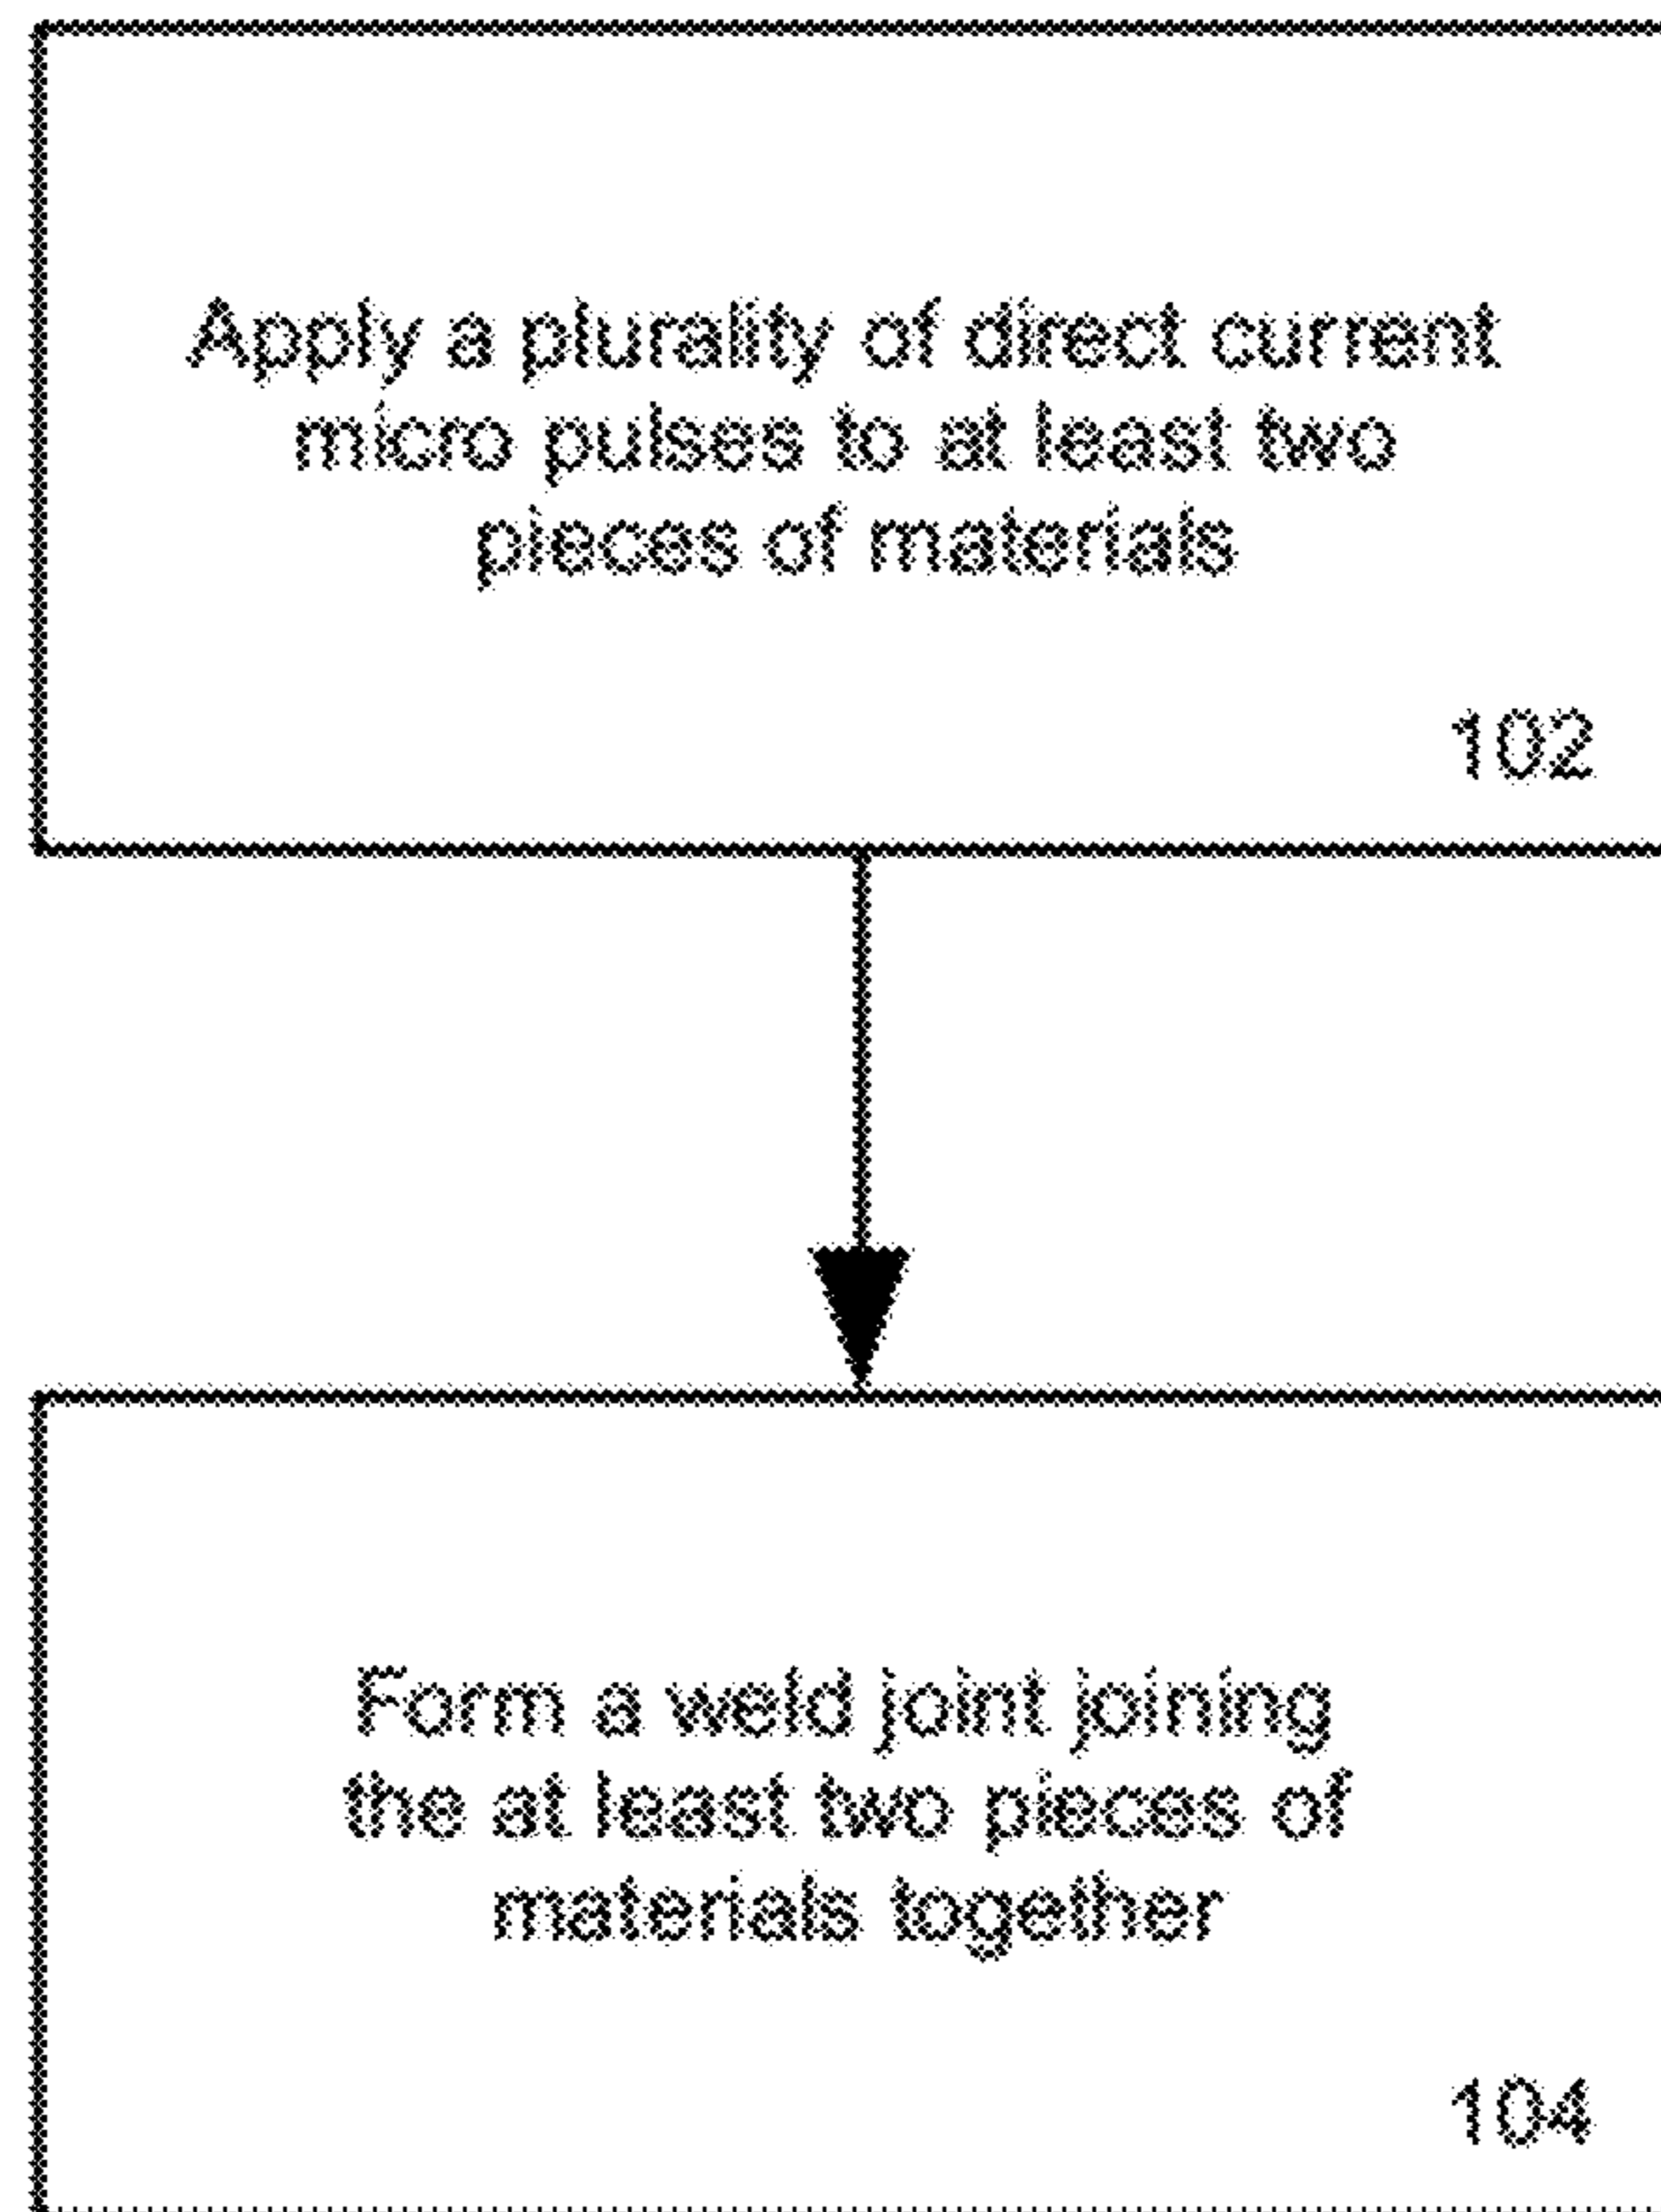 Apply a plurality of direct current
micro pulses to at least two
pieces of materials
102
Form a weld joint joining
the at least two pieces of
materials together
104